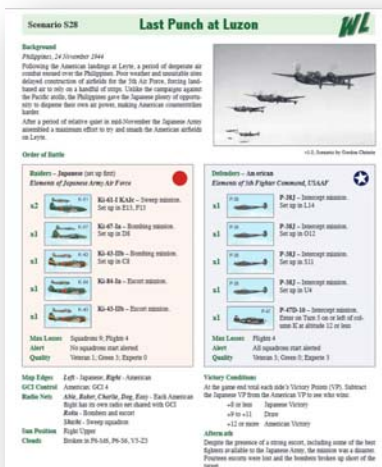 Scenario S28
Last Punch at Luzon
WL
Background
Philippines, 24 November 1944
Following the American landings at Leyte, a period of desperate air
combat ensued over the Philippines. Poor weather and unsuitable sites
delayed construction of airfields for the 5th Air Force, forcing land-
based air to rely on a handful of strips. Unlike the campaigns against
the Pacific atolls, the Philippines gave the Japanese plenty of opportu-
nity to disperse their own air power, making American counterstrikes
harder.
After a period of relative quiet in mid-November the Japanese Army
assembled a maximum effort to try and smash the American airfields
on Leyte.
Scenario by Gordon
Order of Battle
Raiders – Japanese (set up first)
Elements of Japanese Army Air Force
x2
Ki-61-I KAIc – Sweep mission.
Set up in E13, F13
x1
Bombing mission.
Set up in D8
x1
Ki-43-IIb – Bombing mission.
Set up in C8
x1
Ki-84-Ia – Escort mission.
x1
Ki-43-IIb – Escort mission.
Max Losses Squadrons 9; Flights 4
Alert No squadrons start alerted
Quality Veteran 1; Green 3; Experte 0
Defenders – American
Elements of 5th Fighter Command, USAAF
x1
P-38J – Intercept mission.
Set up in L14
x1
P-38J – Intercept mission.
Set up in O12
x1
P-38J – Intercept mission.
Set up in S11
x1
P-38J – Intercept mission.
Set up in U4
x1
P-47D-10 – Intercept mission.
Enter on Turn 5 on or left of col-
umn K at altitude 12 or less
Max Losses Flights 4
Alert All squadrons start alerted
Quality Veteran 3; Green 0; Experte 3
Map Edges Left - Japanese, Right - American
GCI Control American: GCI 4
Radio Nets Able, Baker, Charlie, Dog, Easy - Each American
flight has its own radio net shared with GCI
Bombers and escort
Sweep squadron
Sun Position Right Upper
Clouds Broken in
Victory Conditions
At the game end total each side's Victory Points (VP). Subtract
the Japanese VP from the American VP to see who wins:
+8 or less Japanese Victory
+9 to +11 Draw
+12 or more American Victory
Aftermath
Despite the presence of a strong escort, including some of the best
fighters on the Japanese side, the mission was a disaster.
Fourteen escorts were lost and the bombers broken up short of the
target.